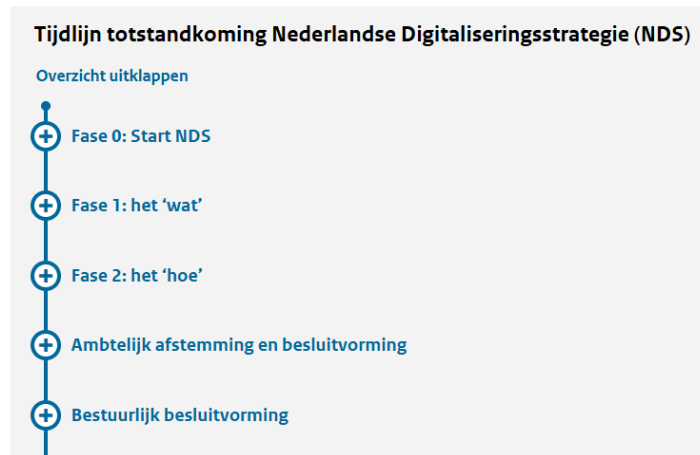 Tijdlijn totstandkoming Nederlandse Digitaliseringsstrategie (NDS)
Overzicht uitklappen
Fase 0: Start NDS
Fase 1: het ‘wat’
Fase 2: het ‘hoe’
Ambtelijk afstemming en besluitvorming
Bestuurlijk besluitvorming